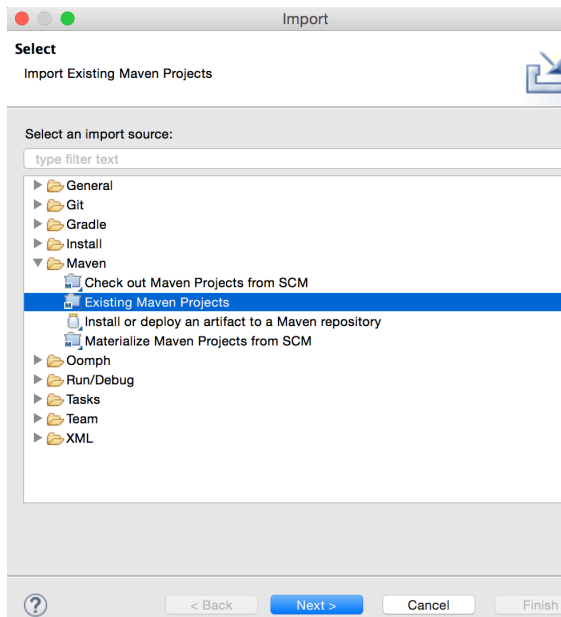 Import
Select
Import Existing Maven Projects
Select an import source:
type filter text
General
Git
Gradle
Install
Maven
Check out Maven Projects from SCM
Existing Maven Projects
Install or deploy an artifact to a Maven repository
Materialize Maven Projects from SCM
Oomph
Run/Debug
Tasks
Team
XML
? < Back Next > Cancel Finish